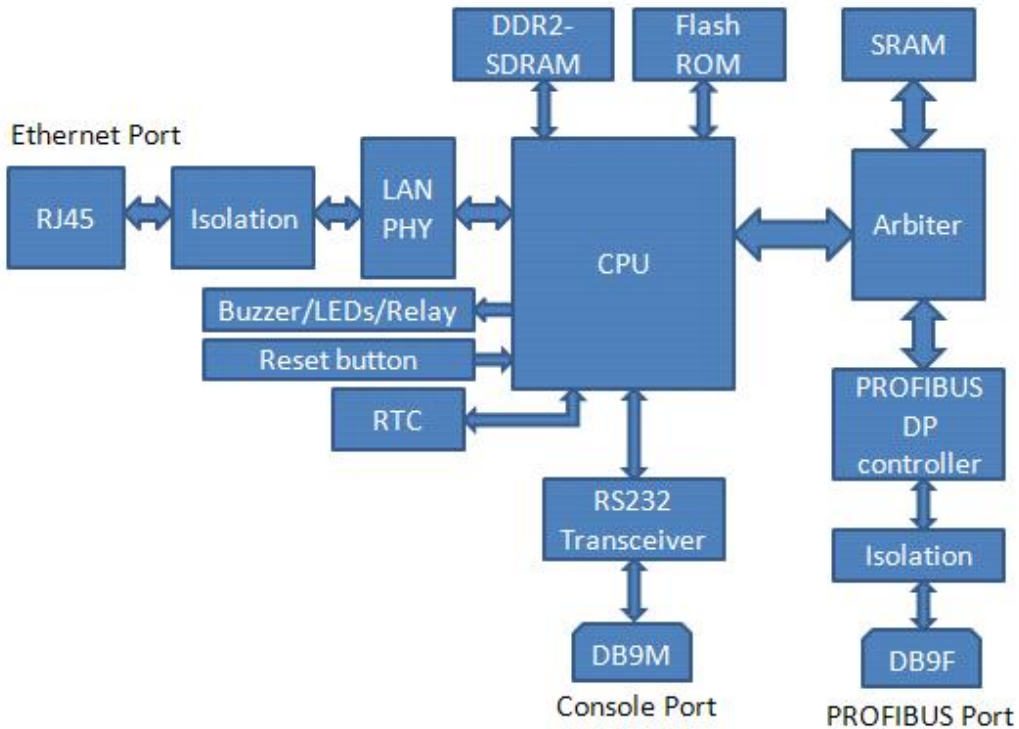 DDR2-
SDRAM
Flash
ROM
SRAM
Ethernet Port
RJ45
Isolation
LAN
PHY
CPU
Arbiter
Buzzer/LEDs/Relay
Reset button
RTC
PROFIBUS
DP
controller
RS232
Transceiver
Isolation
DB9M
DB9F
Console Port
PROFIBUS Port